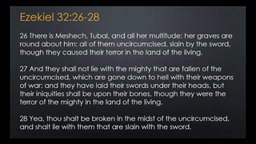 Ezekiel 32:26-28
26 There is Meshech, Tubal, and all her multitude: her graves are
round about him: all of them uncircumcised, slain by the sword,
though they caused their terror in the land of the living.
27 And they shall not lie with the mighty that are fallen of the
uncircumcised, which are gone down to hell with their weapons
of war: and they have laid their swords under their heads, but
their iniquities shall be upon their bones, though they were the
terror of the mighty in the land of the living.
28 Yea, thou shalt be broken in the midst of the uncircumcised,
and shalt lie with them that are slain with the sword.